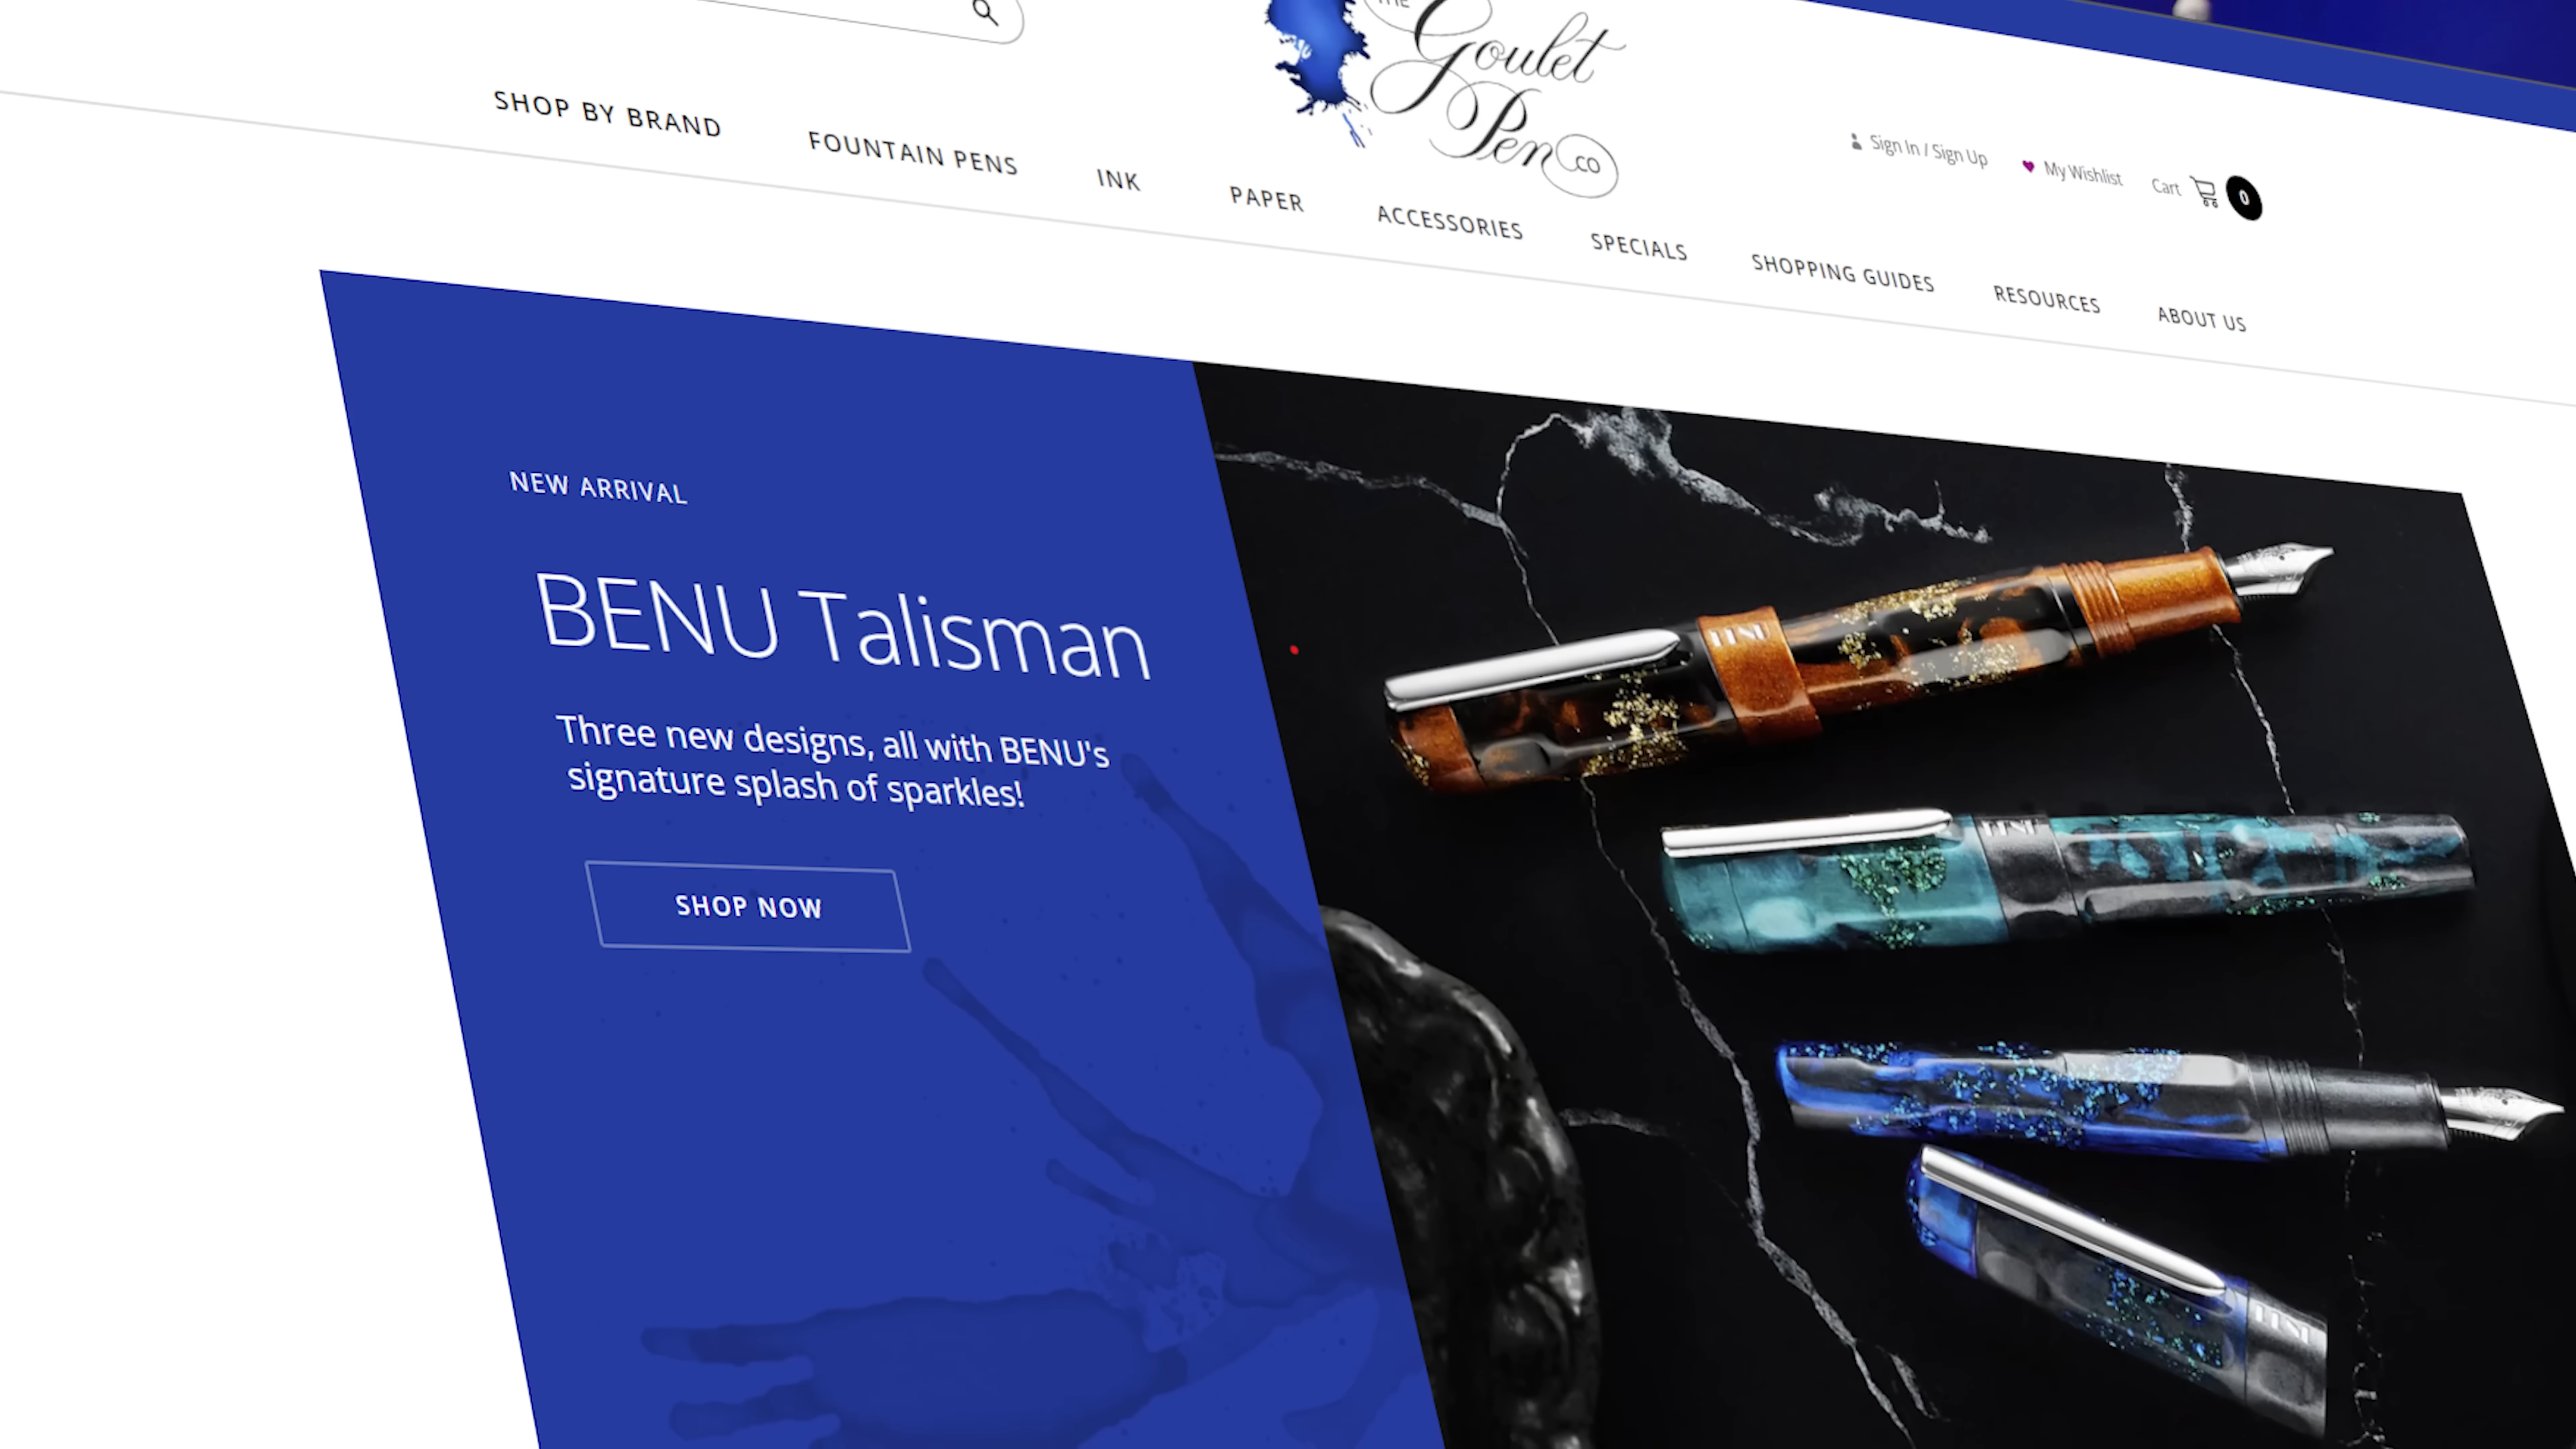 THE
Goulet
Pen CO
Sign In / Sign Up
My Wishlist
Cart
0
SHOP BY BRAND
FOUNTAIN PENS
INK
PAPER
ACCESSORIES
SPECIALS
SHOPPING GUIDES
RESOURCES
ABOUT US
NEW ARRIVAL
BENU Talisman
Three new designs, all with BENU's
signature splash of sparkles!
SHOP NOW
BENU